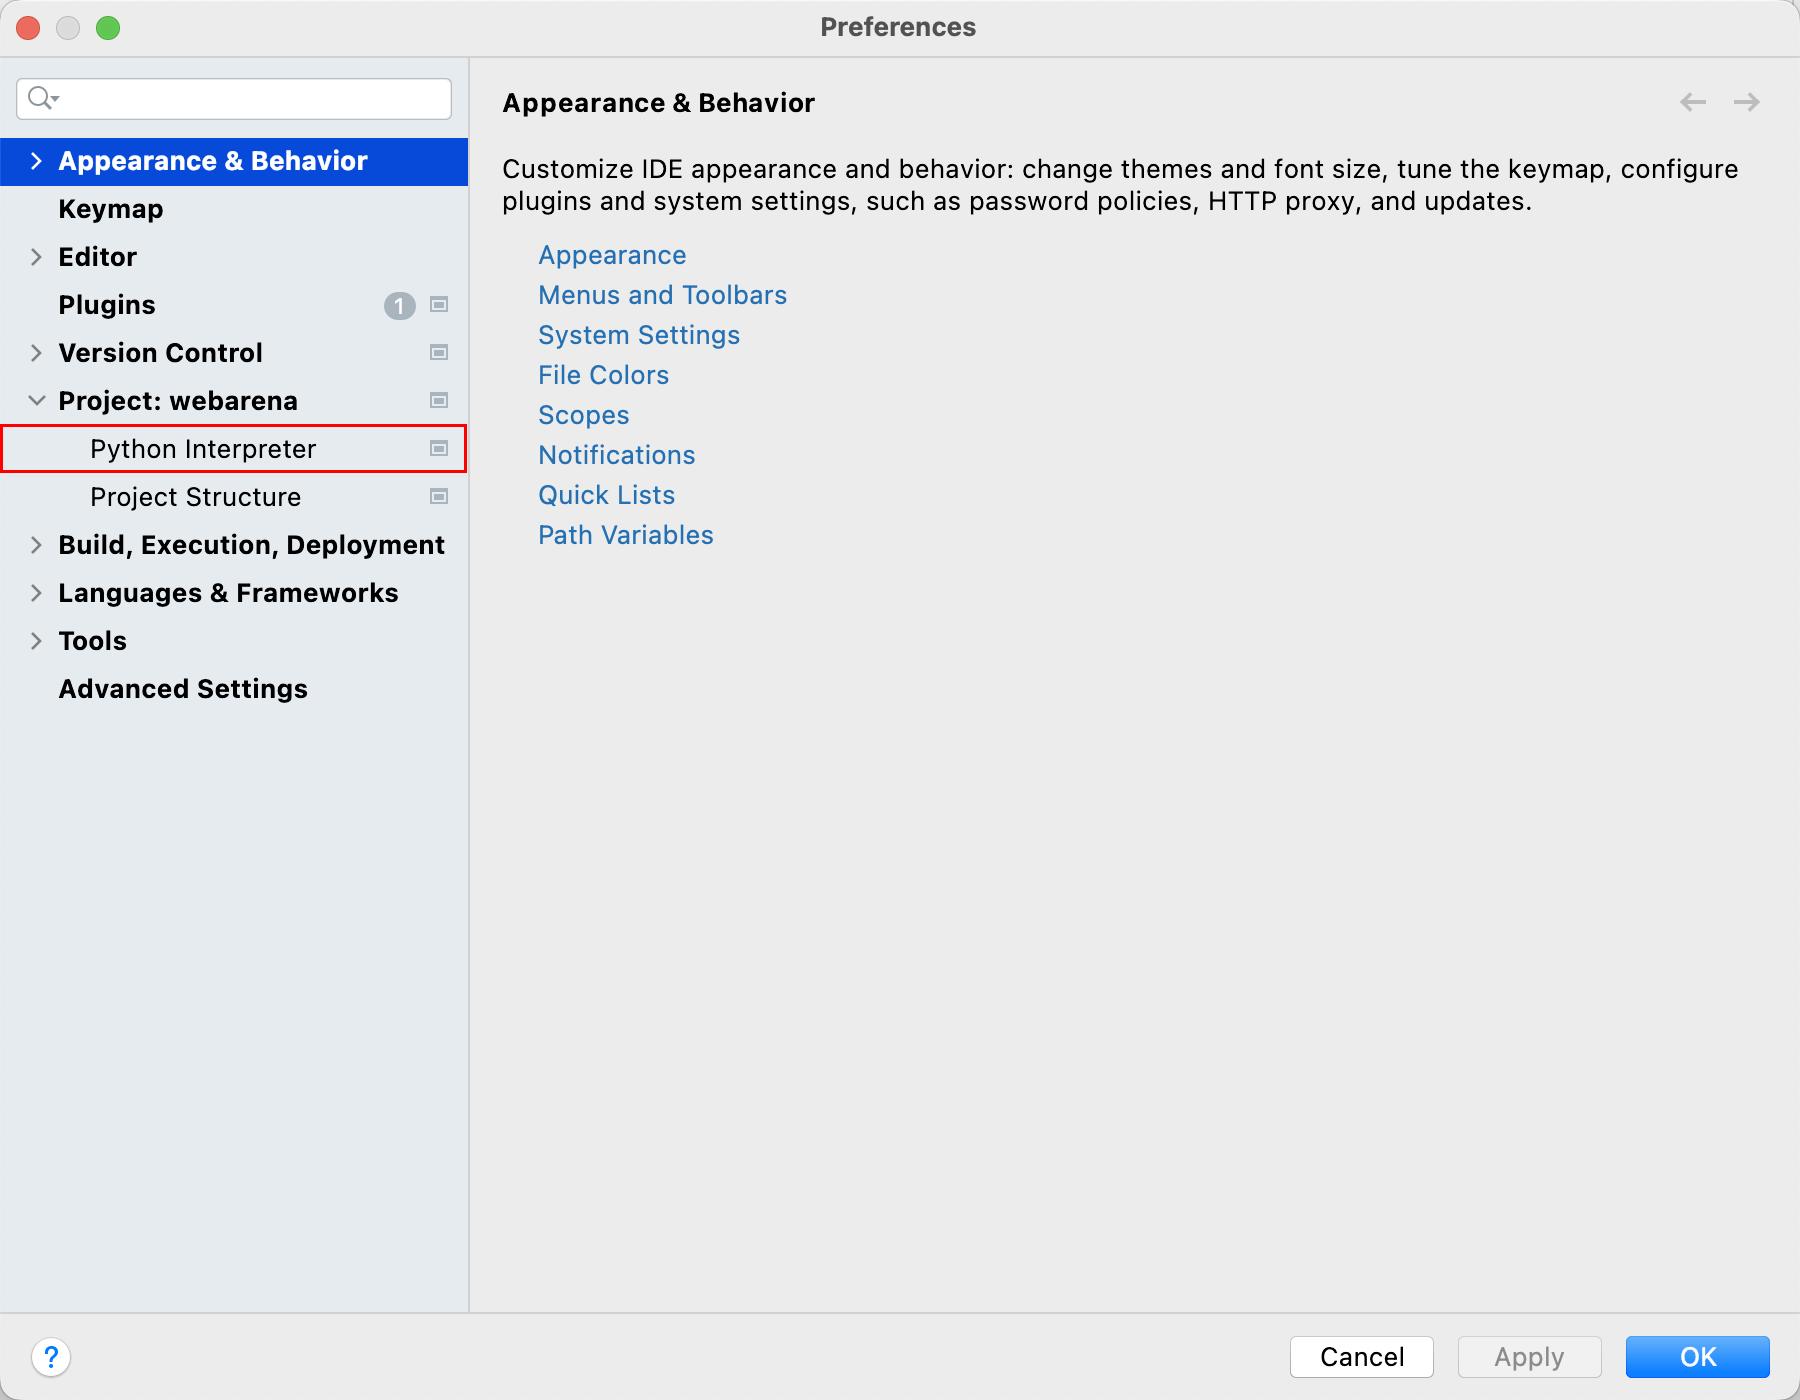 Preferences
Appearance & Behavior
Keymap
Editor
Plugins 1
Version Control
Project: webarena
Python Interpreter
Project Structure
Build, Execution, Deployment
Languages & Frameworks
Tools
Advanced Settings
Appearance & Behavior
Customize IDE appearance and behavior: change themes and font size, tune the keymap, configure
plugins and system settings, such as password policies, HTTP proxy, and updates.
Appearance
Menus and Toolbars
System Settings
File Colors
Scopes
Notifications
Quick Lists
Path Variables
?
Cancel
Apply
OK